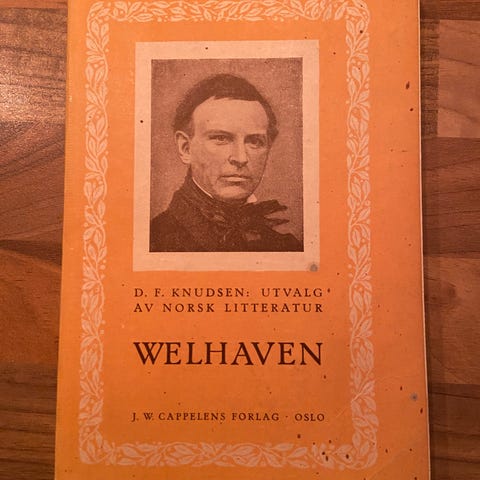 D. F. KNUDSEN: UTVALG
AV NORSK LITTERATUR
WELHAVEN
J. W. CAPPELENS FORLAG · OSLO